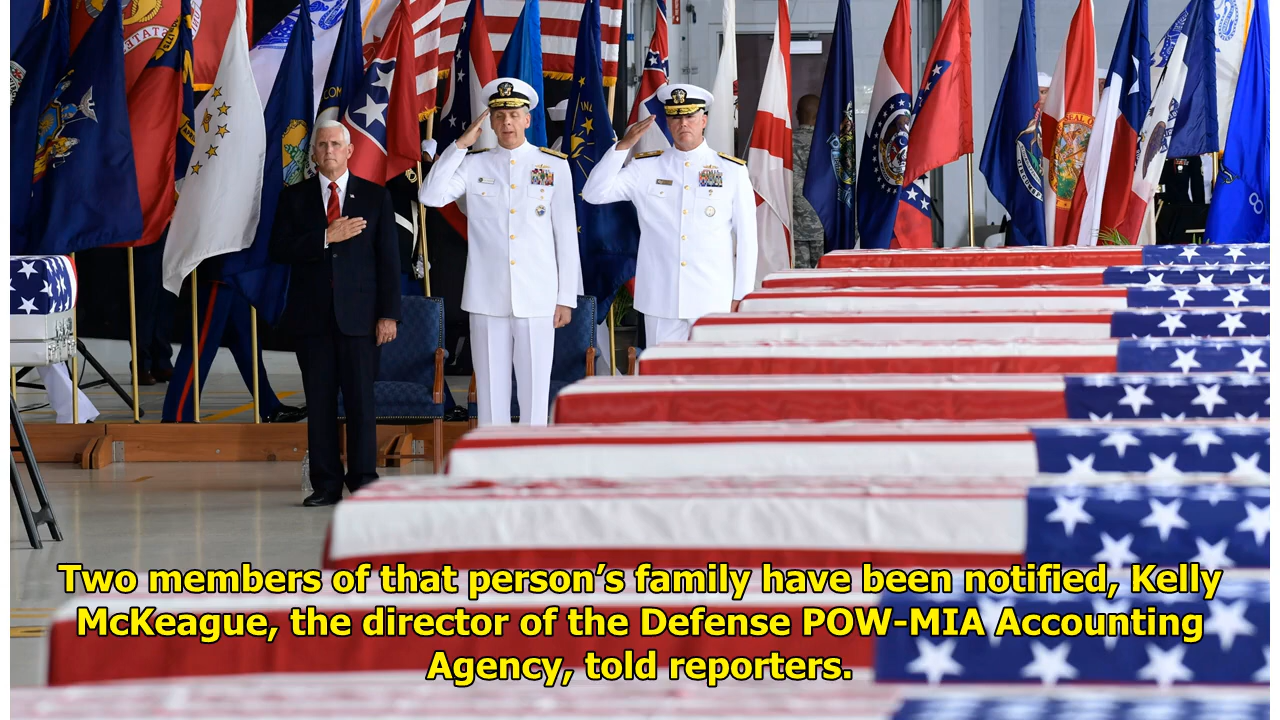 Two members of that person’s family have been notified, Kelly
McKeague, the director of the Defense POW-MIA Accounting
Agency, told reporters.